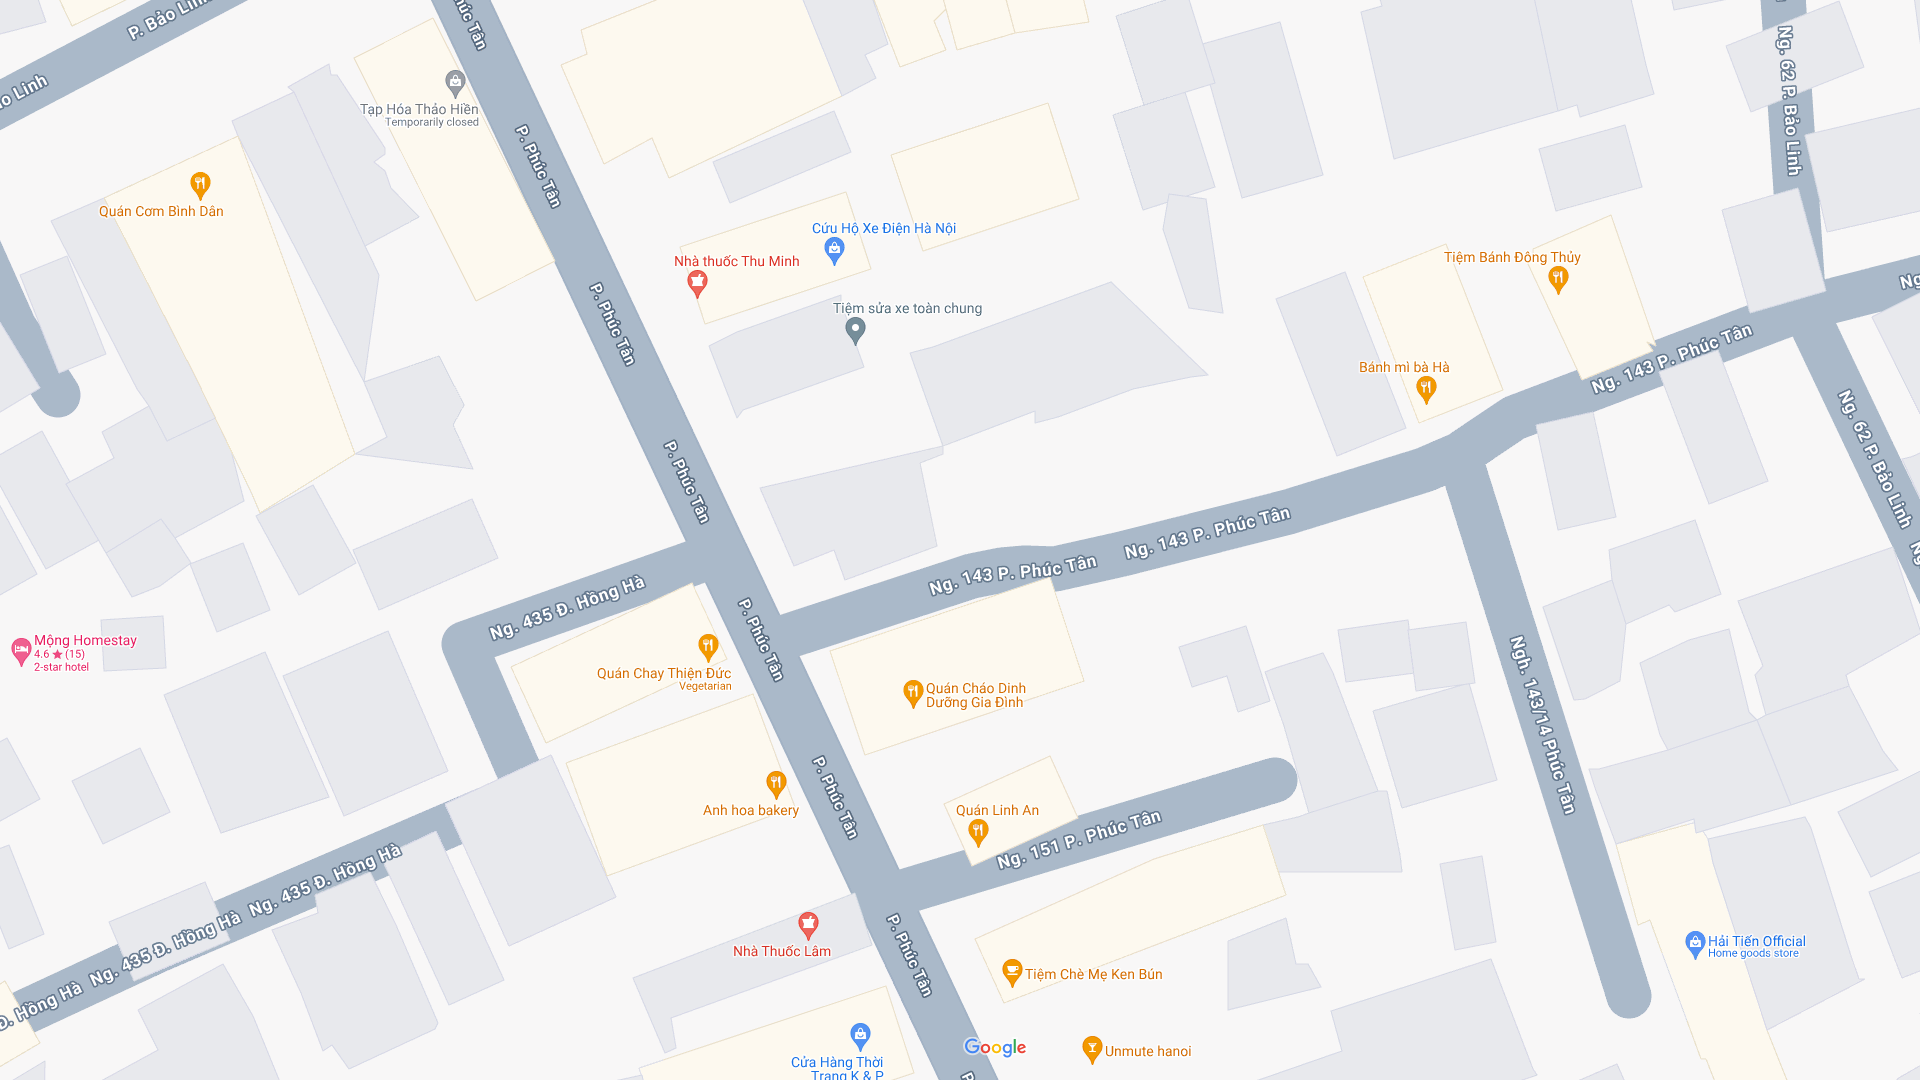 P. Bảo Linh
Phúc Tân
Ng. 62 P. Bảo Linh
Bảo Linh
Tạp Hóa Thảo Hiền
Temporarily closed
P. Phúc Tân
Quán Cơm Bình Dân
Cứu Hộ Xe Điện Hà Nội
Nhà thuốc Thu Minh
Tiệm Bánh Đông Thủy
Ng.
P. Phúc Tân
Tiệm sửa xe toàn chung
Bánh mì bà Hà
Ng. 143 P. Phúc Tân
Ng. 62 P. Bảo Linh
P. Phúc Tân
Ng. 143 P. Phúc Tân
Ng. 143 P. Phúc Tân
Ng. 435 Đ. Hồng Hà
P. Phúc Tân
Mộng Homestay
4.6 ★ (15)
2-star hotel
Quán Chay Thiện Đức
Vegetarian
Quán Cháo Dinh
Dưỡng Gia Đình
Ngh. 143/14 Phúc Tân
P. Phúc Tân
Anh hoa bakery
Quán Linh An
Ng. 151 P. Phúc Tân
Ng. 435 Đ. Hồng Hà
Ng. 435 Đ. Hồng Hà
Đ. Hồng Hà
Nhà Thuốc Lâm
P. Phúc Tân
Tiệm Chè Mẹ Ken Bún
Hải Tiến Official
Home goods store
Google
Unmute hanoi
Cửa Hàng Thời
Trang K & P
P.